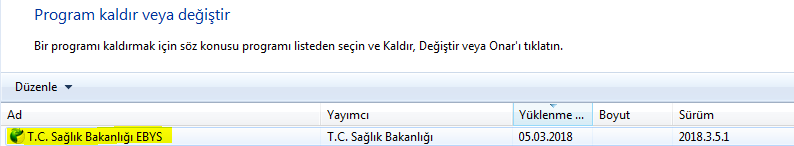 Program kaldır veya değiştir
Bir programı kaldırmak için söz konusu programı listeden seçin ve Kaldır, Değiştir veya Onar'ı tıklatın.
Düzenle
Ad Yayımcı Yüklenme ... Boyut Sürüm
T.C. Sağlık Bakanlığı EBYS T.C. Sağlık Bakanlığı 05.03.2018 2018.3.5.1